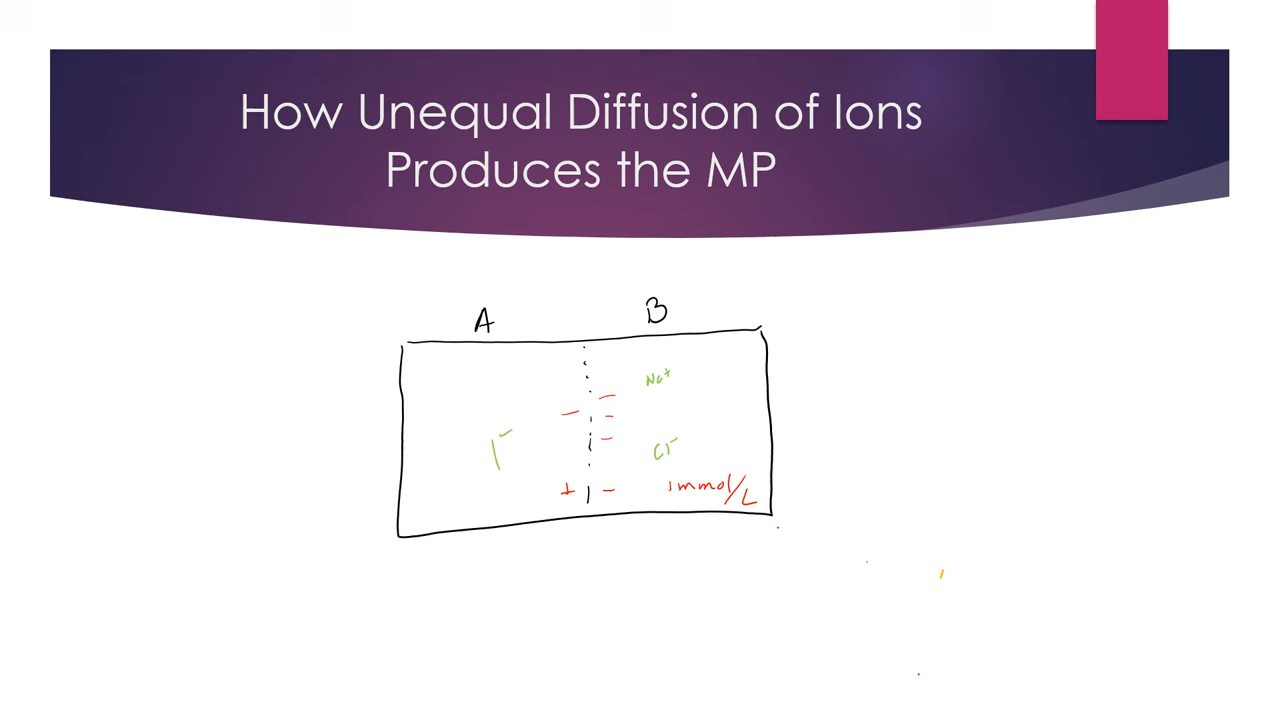 How Unequal Diffusion of Ions
Produces the MP
A
B
Na+
Cl-
+
-
1mmol/L